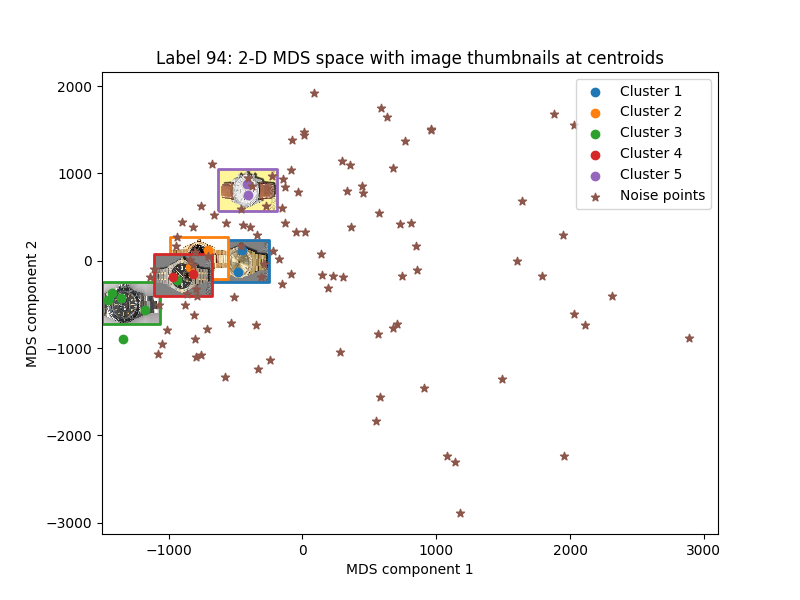 Label 94: 2-D MDS space with image thumbnails at centroids
MDS component 2
2000
1000
0
−1000
−2000
−3000
Cluster 1
Cluster 2
Cluster 3
Cluster 4
Cluster 5
Noise points
−1000
0
1000
2000
3000
MDS component 1